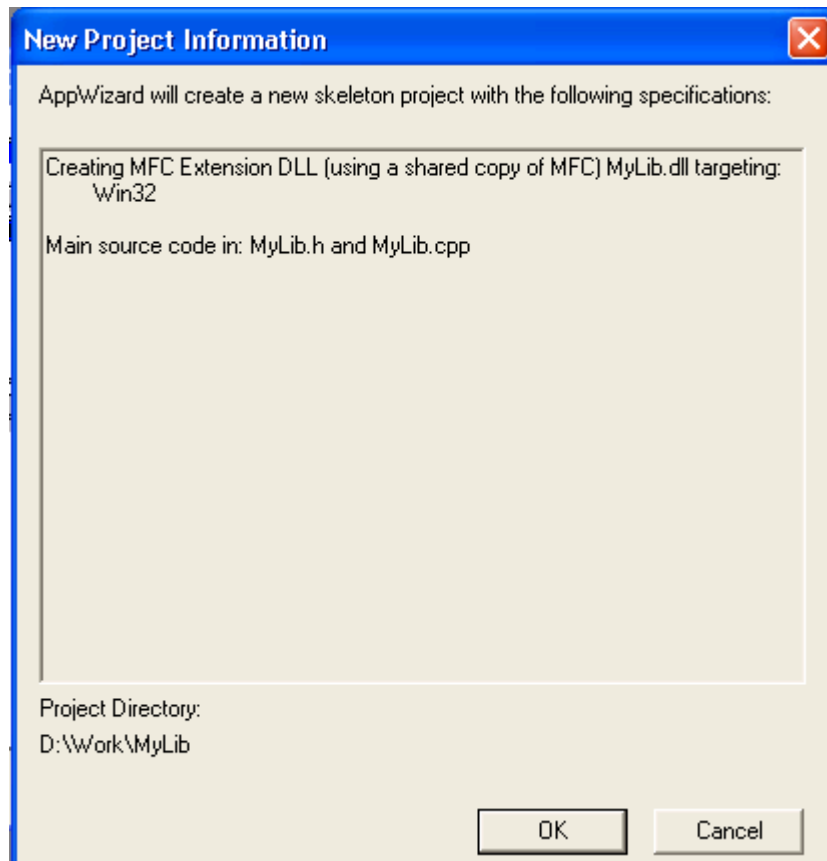 New Project Information
AppWizard will create a new skeleton project with the following specifications:
Creating MFC Extension DLL (using a shared copy of MFC) MyLib.dll targeting:
Win32
Main source code in: MyLib.h and MyLib.cpp
Project Directory:
D:\Work\MyLib
OK
Cancel